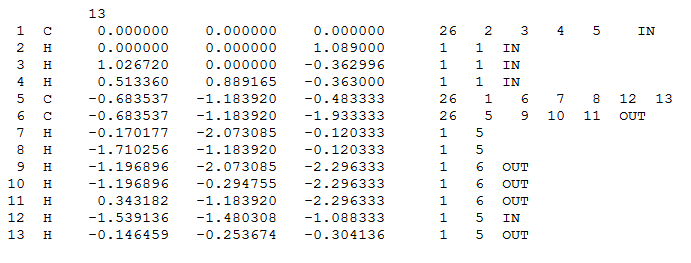 13
1 C 0.000000 0.000000 0.000000 26 2 3 4 5 IN
2 H 0.000000 0.000000 1.089000 1 1 IN
3 H 1.026720 0.000000 -0.362996 1 1 IN
4 H 0.513360 0.889165 -0.363000 1 1 IN
5 C -0.683537 -1.183920 -0.483333 26 1 6 7 8 12 13
6 C -0.683537 -1.183920 -1.933333 26 5 9 10 11 OUT
7 H -0.170177 -2.073085 -0.120333 1 5
8 H -1.710256 -1.183920 -0.120333 1 5
9 H -1.196896 -2.073085 -2.296333 1 6 OUT
10 H -1.196896 -0.294755 -2.296333 1 6 OUT
11 H 0.343182 -1.183920 -2.296333 1 6 OUT
12 H -1.539136 -1.480308 -1.088333 1 5 IN
13 H -0.146459 -0.253674 -0.304136 1 5 OUT